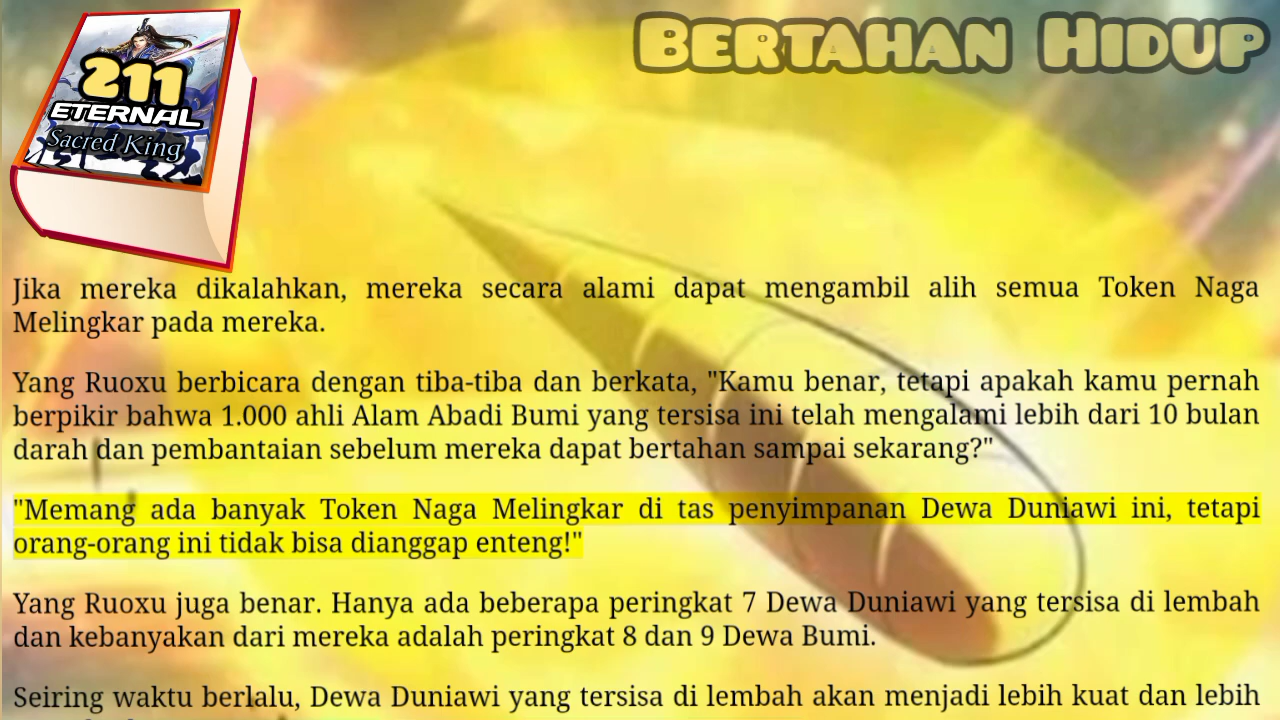 BERTAHAN HIDUP
211
ETERNAL
Sacred King
Jika mereka dikalahkan, mereka secara alami dapat mengambil alih semua Token Naga
Melingkar pada mereka.
Yang Ruoxu berbicara dengan tiba-tiba dan berkata, "Kamu benar, tetapi apakah kamu pernah
berpikir bahwa 1.000 ahli Alam Abadi Bumi yang tersisa ini telah mengalami lebih dari 10 bulan
darah dan pembantaian sebelum mereka dapat bertahan sampai sekarang?"
"Memang ada banyak Token Naga Melingkar di tas penyimpanan Dewa Duniawi ini, tetapi
orang-orang ini tidak bisa dianggap enteng!"
Yang Ruoxu juga benar. Hanya ada beberapa peringkat 7 Dewa Duniawi yang tersisa di lembah
dan kebanyakan dari mereka adalah peringkat 8 dan 9 Dewa Bumi.
Seiring waktu berlalu, Dewa Duniawi yang tersisa di lembah akan menjadi lebih kuat dan lebih